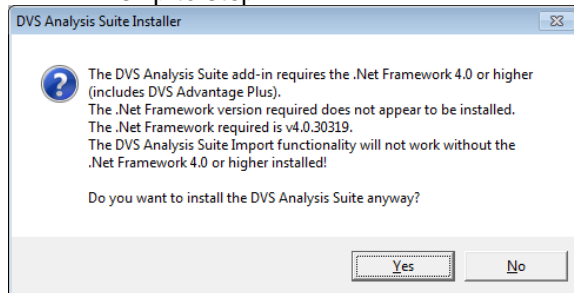 DVS Analysis Suite Installer
The DVS Analysis Suite add-in requires the .Net Framework 4.0 or higher
(includes DVS Advantage Plus).
The .Net Framework version required does not appear to be installed.
The .Net Framework required is v4.0.30319.
The DVS Analysis Suite Import functionality will not work without the
.Net Framework 4.0 or higher installed!
Do you want to install the DVS Analysis Suite anyway?
Yes No